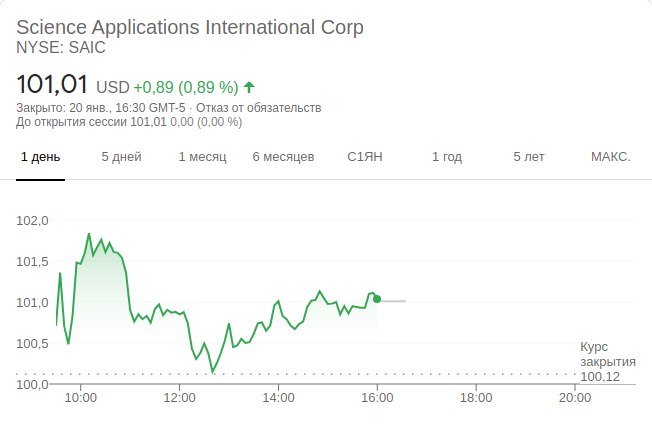 Science Applications International Corp
NYSE: SAIC
101,01 USD +0,89 (0,89 %)
Закрыто: 20 янв., 16:30 GMT-5 · Отказ от обязательств
До открытия сессии 101,01 0,00 (0,00 %)
1 день 5 дней 1 месяц 6 месяцев С1ЯН 1 год 5 лет МАКС.
102,0
101,5
101,0
100,5
Курс
закрытия
100,12
100,0
10:00 12:00 14:00 16:00 18:00 20:00